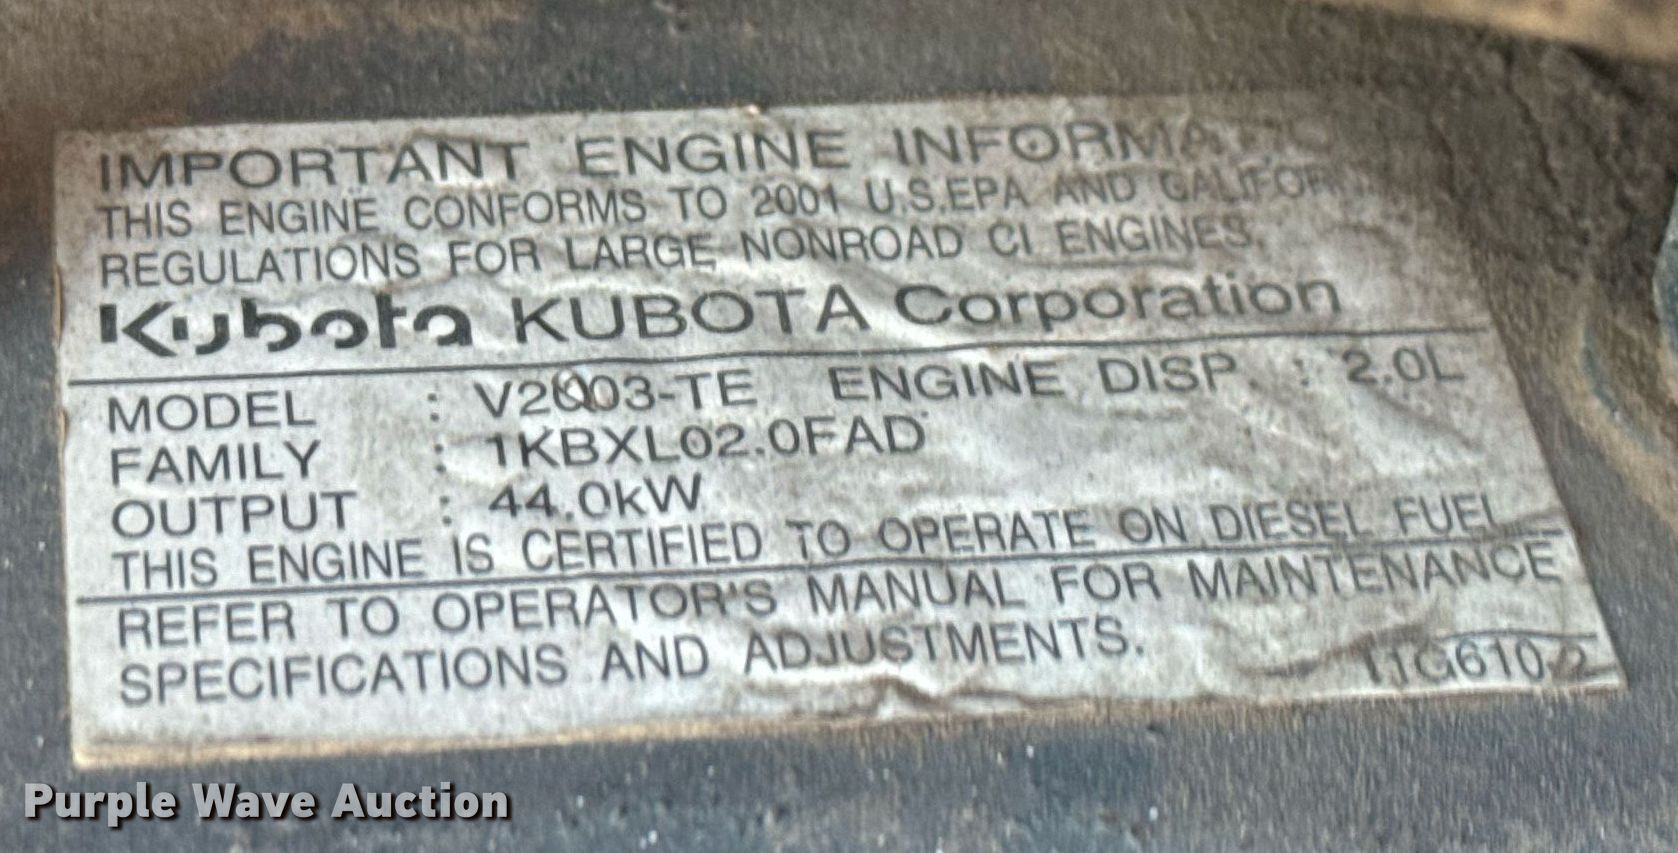 IMPORTANT ENGINE
THIS ENGINE CONFORMS TO 2001 U.S.EPA AND
REGULATIONS FOR LARGE NONROAD CI ENGINES.
Kubota KUBOTA Corporation
MODEL : V2003-TE ENGINE DISP : 2.0L
FAMILY : 1KBXL02.0FAD
OUTPUT : 44.0kW
THIS ENGINE IS CERTIFIED TO OPERATE ON DIESEL FUEL
REFER TO OPERATOR'S MANUAL FOR MAINTENANCE
SPECIFICATIONS AND ADJUSTMENTS.
Purple Wave Auction